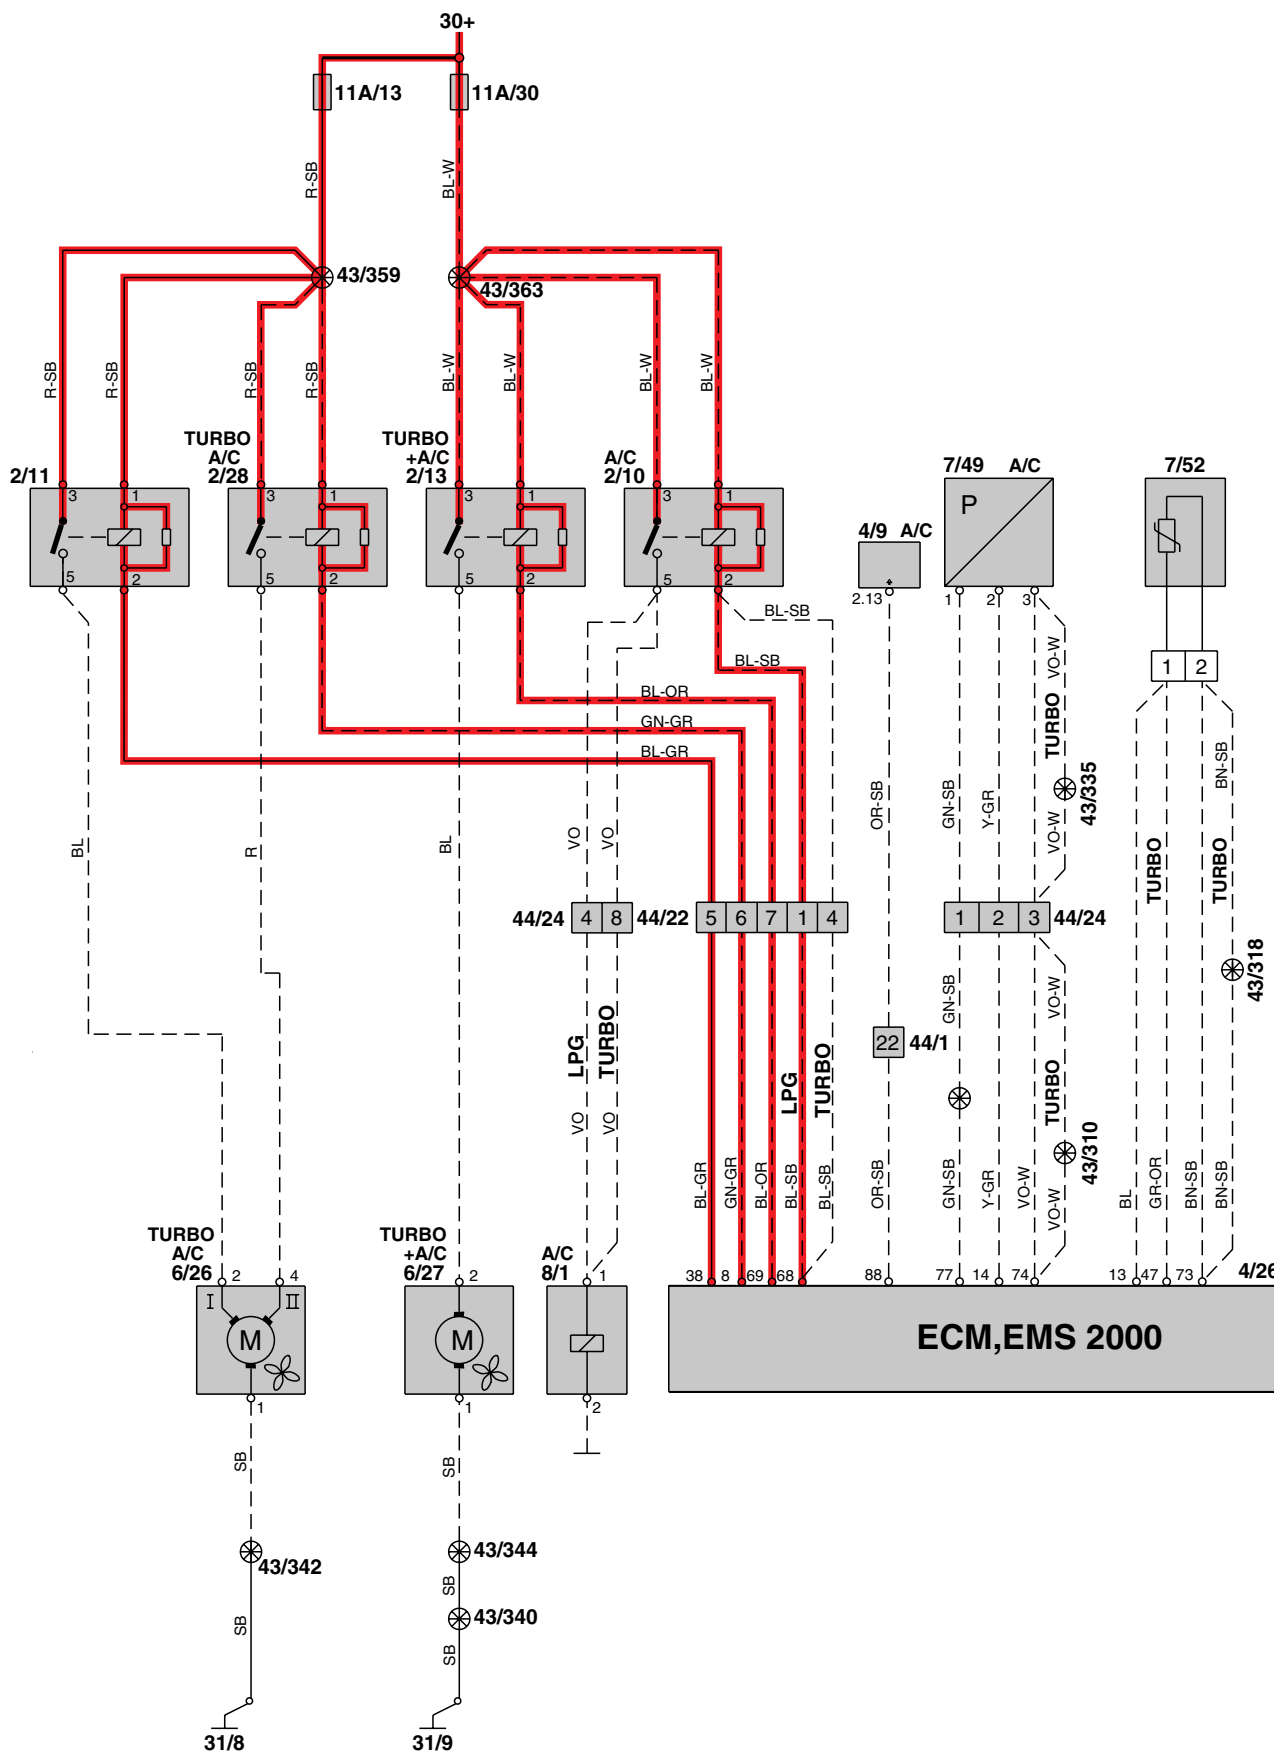 30+
11A/13
11A/30
R-SB
BL-W
43/359
43/363
R-SB
R-SB
R-SB
R-SB
BL-W
BL-W
BL-W
BL-W
2/11
TURBO
A/C
2/28
TURBO
+A/C
2/13
A/C
2/10
7/49 A/C
7/52
3 1
3 1
3 1
3 1
P
4/9 A/C
5 2
5 2
5 2
5 2
2.13
1 2 3
BL-SB
BL-SB
BL-OR
GN-GR
BL-GR
VO-W
TURBO
1 2
43/335
BN-SB
BL
R
BL
VO
VO
OR-SB
GN-SB
Y-GR
VO-W
TURBO
TURBO
44/24 4 8
44/22 5 6 7 1 4
1 2 3 44/24
43/318
GN-SB
VO-W
22 44/1
LPG
TURBO
LPG
TURBO
TURBO
VO
VO
43/310
BL-GR
GN-GR
BL-OR
BL-SB
BL-SB
OR-SB
GN-SB
Y-GR
VO-W
VO-W
BL
GR-OR
BN-SB
BN-SB
TURBO
A/C
6/26
TURBO
+A/C
6/27
A/C
8/1
2 4
2
1
38 8 69 68
88
77 14 74
13 47 73
4/26
I II
M
M
ECM,EMS 2000
1
1
2
SB
SB
43/342
43/344
SB
SB
43/340
SB
31/8
31/9